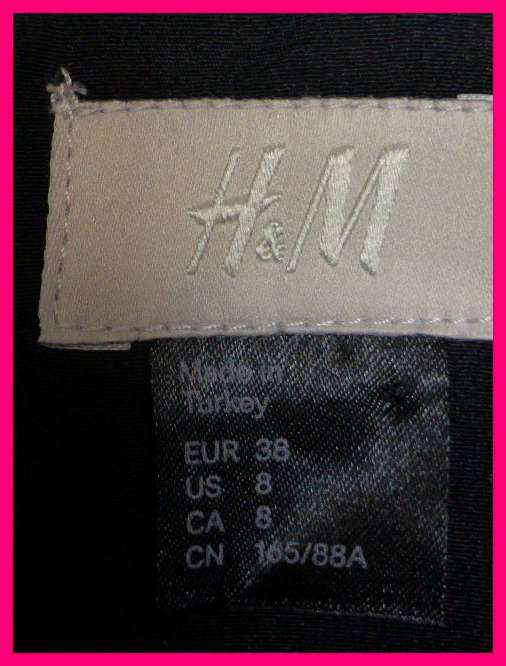 H&M
Made in
Turkey
EUR 38
US 8
CA 8
CN 165/88A